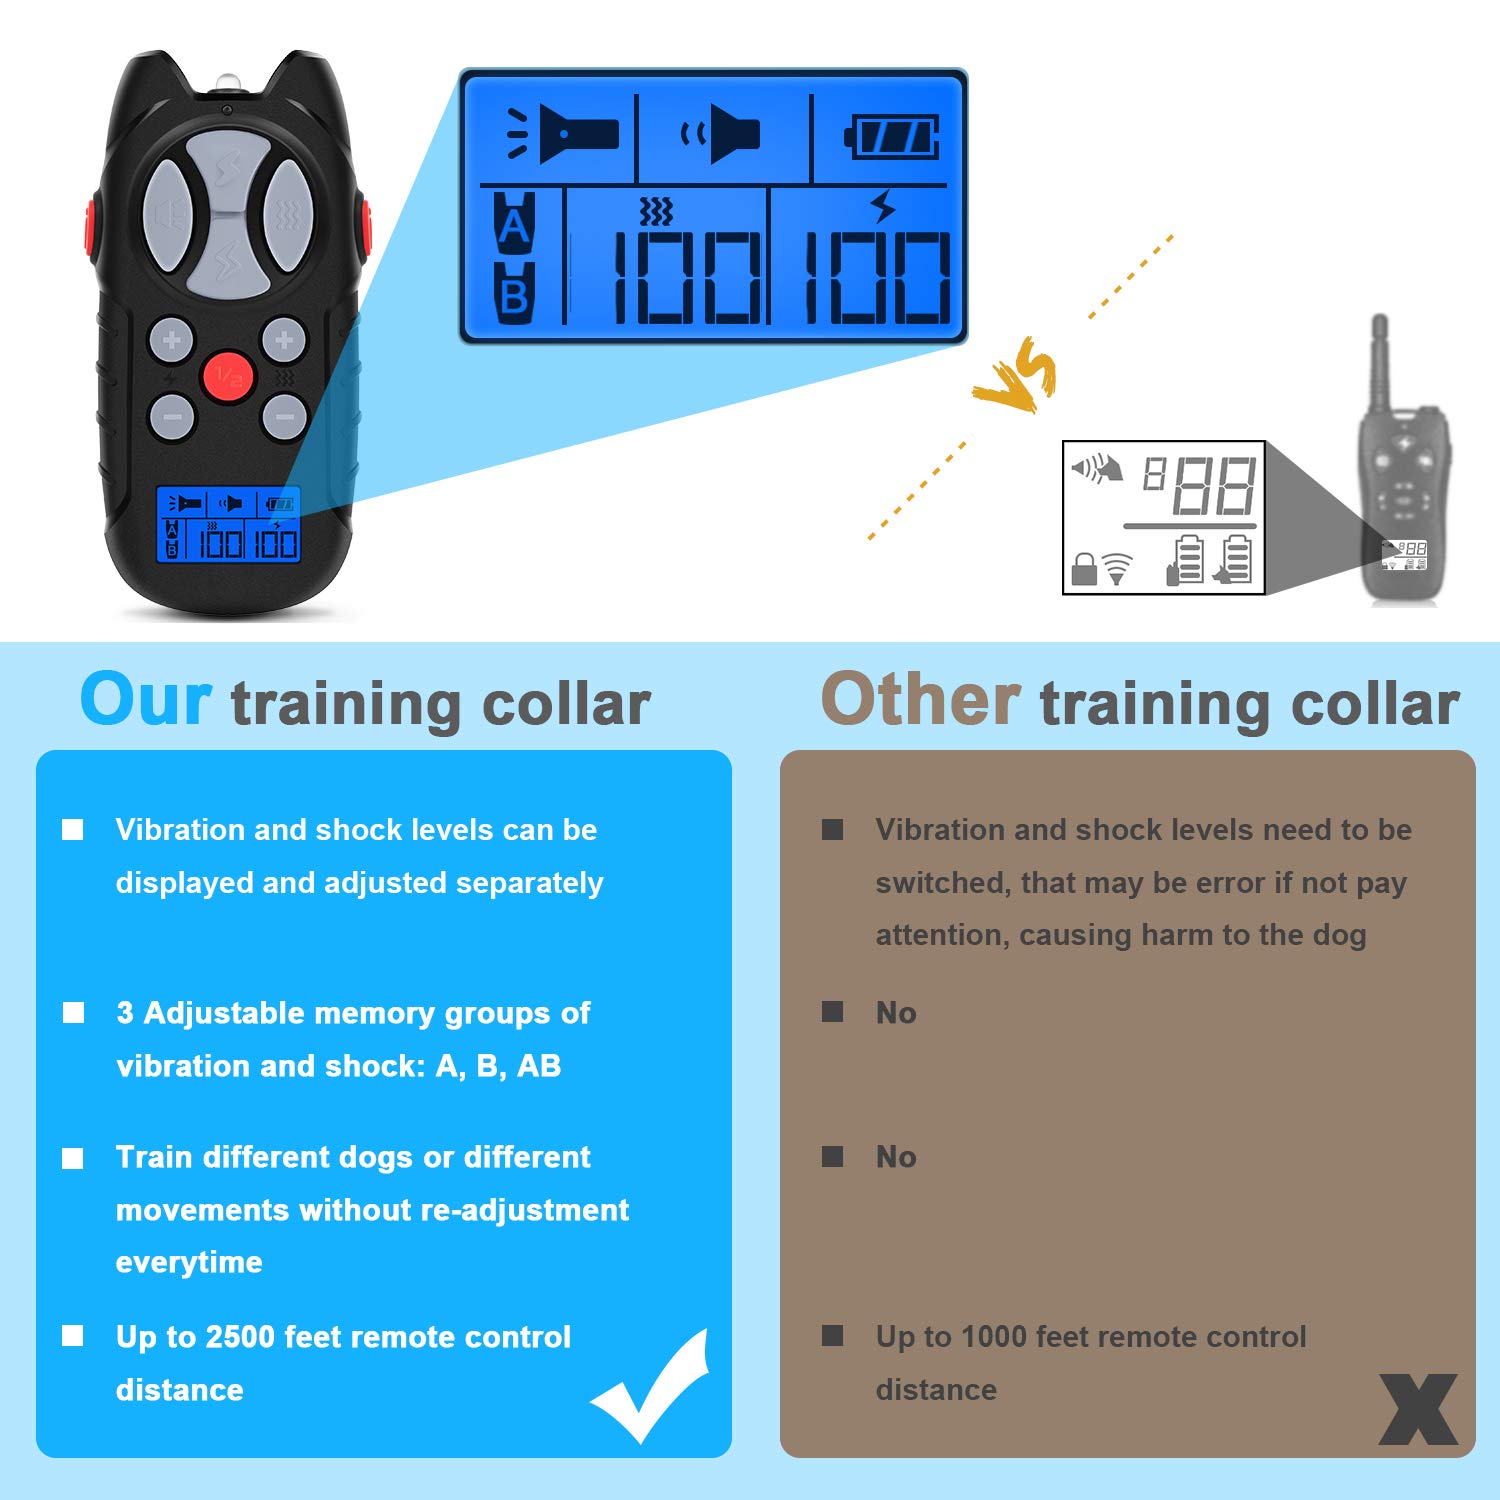 A
B
100 100
VS
888
1/2
A
B
100 100
888
Our training collar
Vibration and shock levels can be
displayed and adjusted separately
3 Adjustable memory groups of
vibration and shock: A, B, AB
Train different dogs or different
movements without re-adjustment
everytime
Up to 2500 feet remote control
distance
Other training collar
Vibration and shock levels need to be
switched, that may be error if not pay
attention, causing harm to the dog
No
No
Up to 1000 feet remote control
distance
X